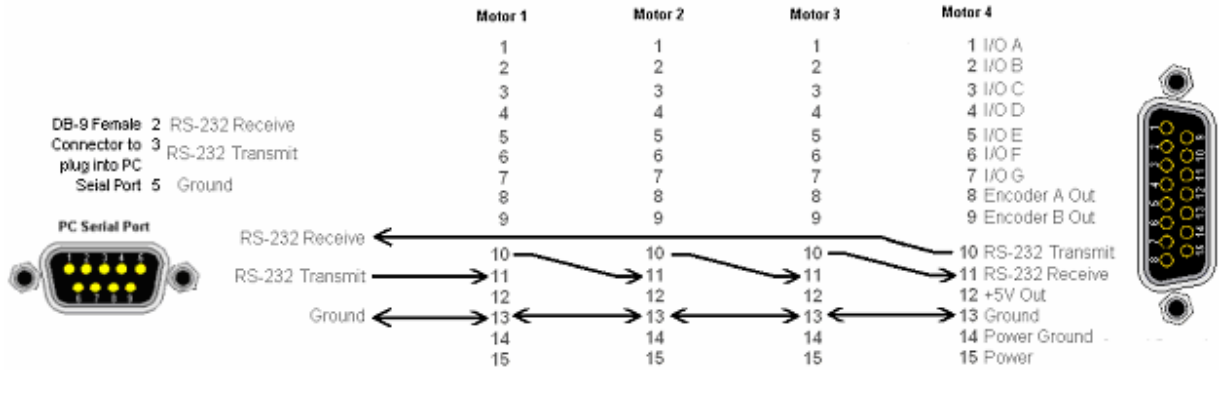 Motor 1 Motor 2 Motor 3 Motor 4
1 1 1 1 I/O A
2 2 2 2 I/O B
3 3 3 3 I/O C
4 4 4 4 I/O D
5 5 5 5 I/O E
6 6 6 6 I/O F
7 7 7 7 I/O G
8 8 8 8 Encoder A Out
9 9 9 9 Encoder B Out
DB-9 Female 2 RS-232 Receive
Connector to 3 RS-232 Transmit
plug into PC
Seial Port 5 Ground
PC Serial Port
RS-232 Receive
10 10 10 10 RS-232 Transmit
RS-232 Transmit 11 11 11 11 RS-232 Receive
12 12 12 12 +5V Out
Ground 13 13 13 13 Ground
14 14 14 14 Power Ground
15 15 15 15 Power